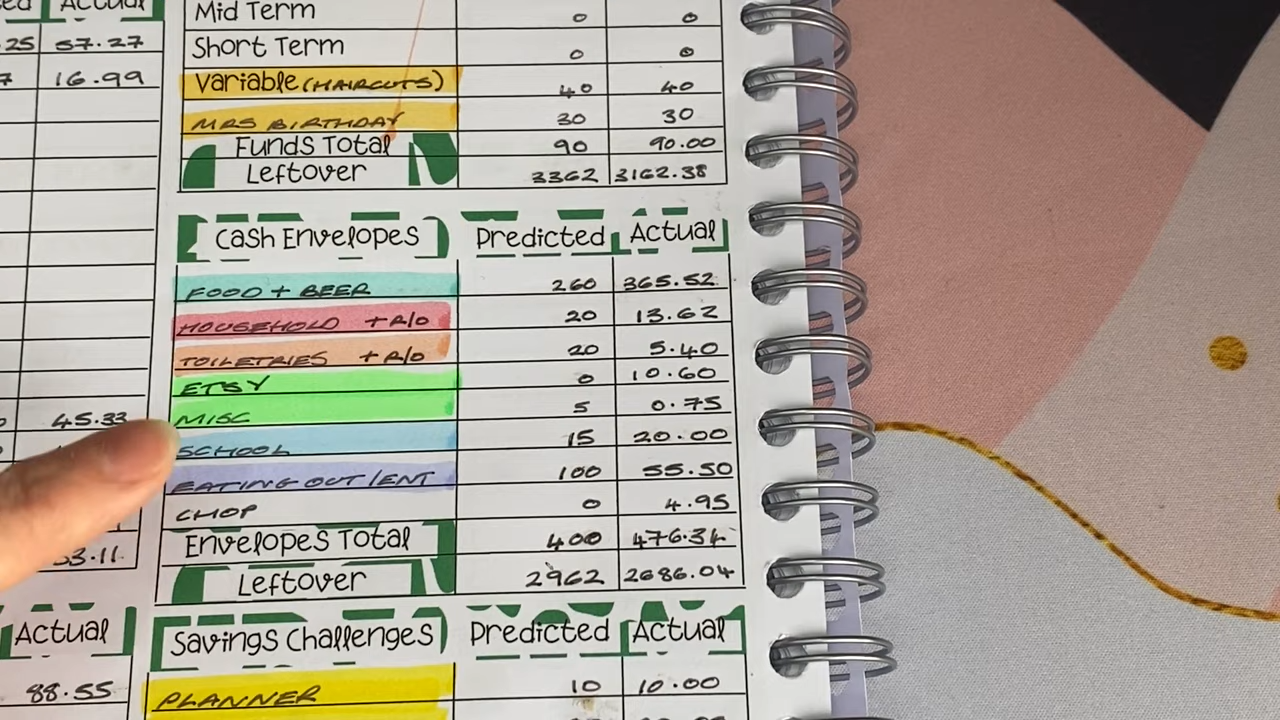 Actual
.25 57.27
7 16.99
45.33
53.11
Actual
88.55
Mid Term 0 0
Short Term 0 0
Variable (HAIRCUTS) 40 40
MRS BIRTHDAY 30 30
Funds Total 90 90.00
Leftover 3362 3162.38
Cash Envelopes Predicted Actual
FOOD + BEER 260 365.52
HOUSEHOLD + R/O 20 13.62
TOILETRIES + R/O 20 5.40
ETSY 0 10.60
MISC 5 0.75
SCHOOL 15 20.00
EATING OUT/ENT 100 55.50
CHOP 0 4.95
Envelopes Total 400 476.34
Leftover 2962 2686.04
Savings Challenges Predicted Actual
PLANNER 10 10.00